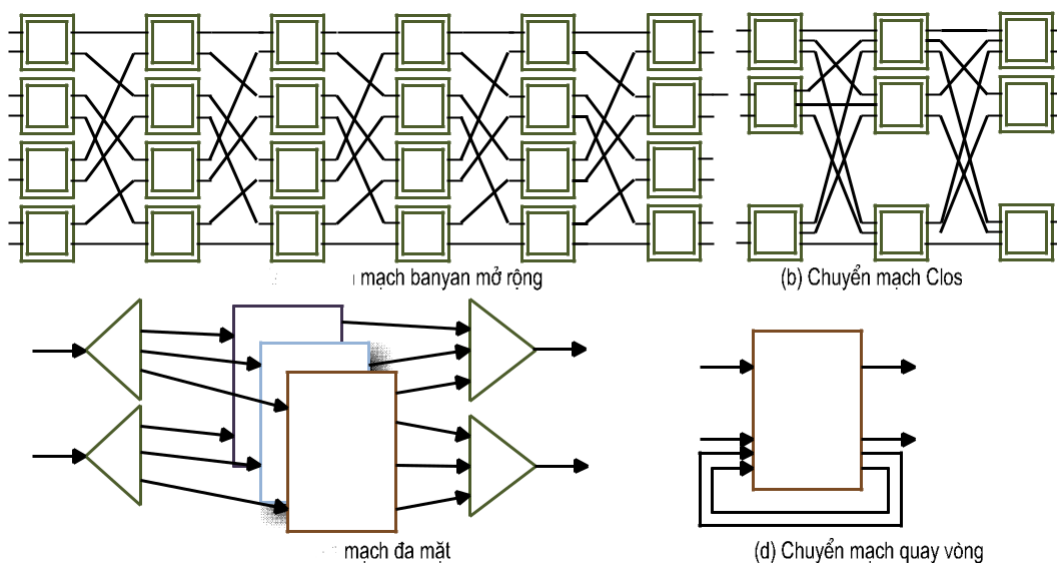 mạch banyan mở rộng
(b) Chuyển mạch Clos
mạch đa mặt
(d) Chuyển mạch quay vòng